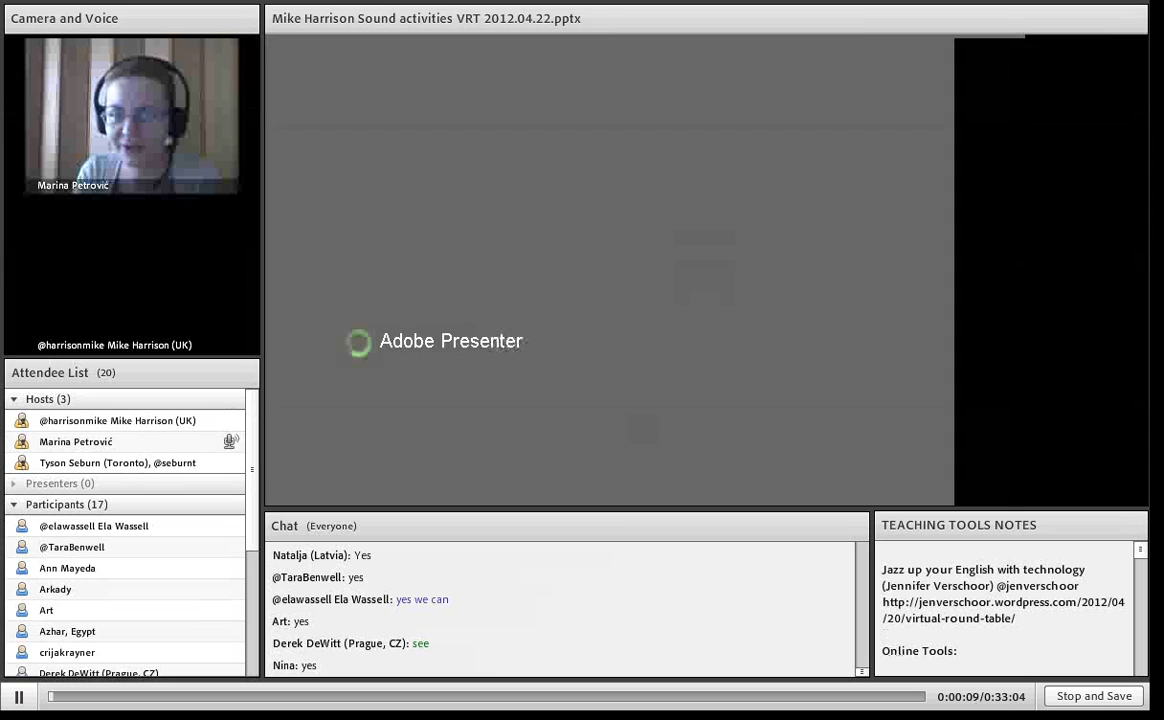 Camera and Voice
Mike Harrison Sound activities VRT 2012.04.22.pptx
Marina Petrović
@harrisonmike Mike Harrison (UK)
Adobe Presenter
Attendee List (20)
Hosts (3)
@harrisonmike Mike Harrison (UK)
Marina Petrović
Tyson Seburn (Toronto), @seburnt
Presenters (0)
Participants (17)
@elawassell Ela Wassell
@TaraBenwell
Ann Mayeda
Arkady
Art
Azhar, Egypt
crijakrayner
Derek DeWitt (Prague, CZ)
Chat (Everyone)
Natalja (Latvia): Yes
@TaraBenwell: yes
@elawassell Ela Wassell: yes we can
Art: yes
Derek DeWitt (Prague, CZ): see
Nina: yes
TEACHING TOOLS NOTES
Jazz up your English with technology
(Jennifer Verschoor) @jenverschoor
http://jenverschoor.wordpress.com/2012/04
/20/virtual-round-table/
Online Tools:
0:00:09/0:33:04
Stop and Save